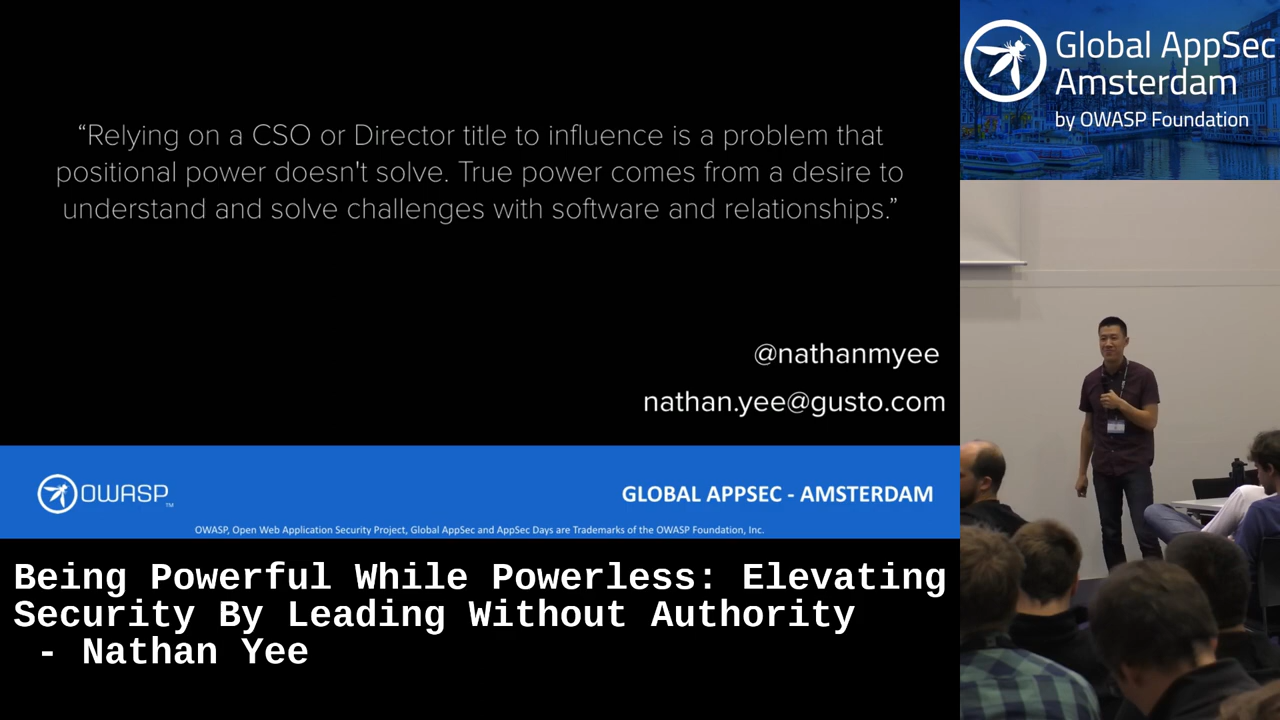 “Relying on a CSO or Director title to influence is a problem that
positional power doesn't solve. True power comes from a desire to
understand and solve challenges with software and relationships.”
@nathanmyee
nathan.yee@gusto.com
OWASP
TM
GLOBAL APPSEC - AMSTERDAM
OWASP, Open Web Application Security Project, Global AppSec and AppSec Days are Trademarks of the OWASP Foundation, Inc.
Being Powerful While Powerless: Elevating
Security By Leading Without Authority
- Nathan Yee
Global AppSec
Amsterdam
by OWASP Foundation